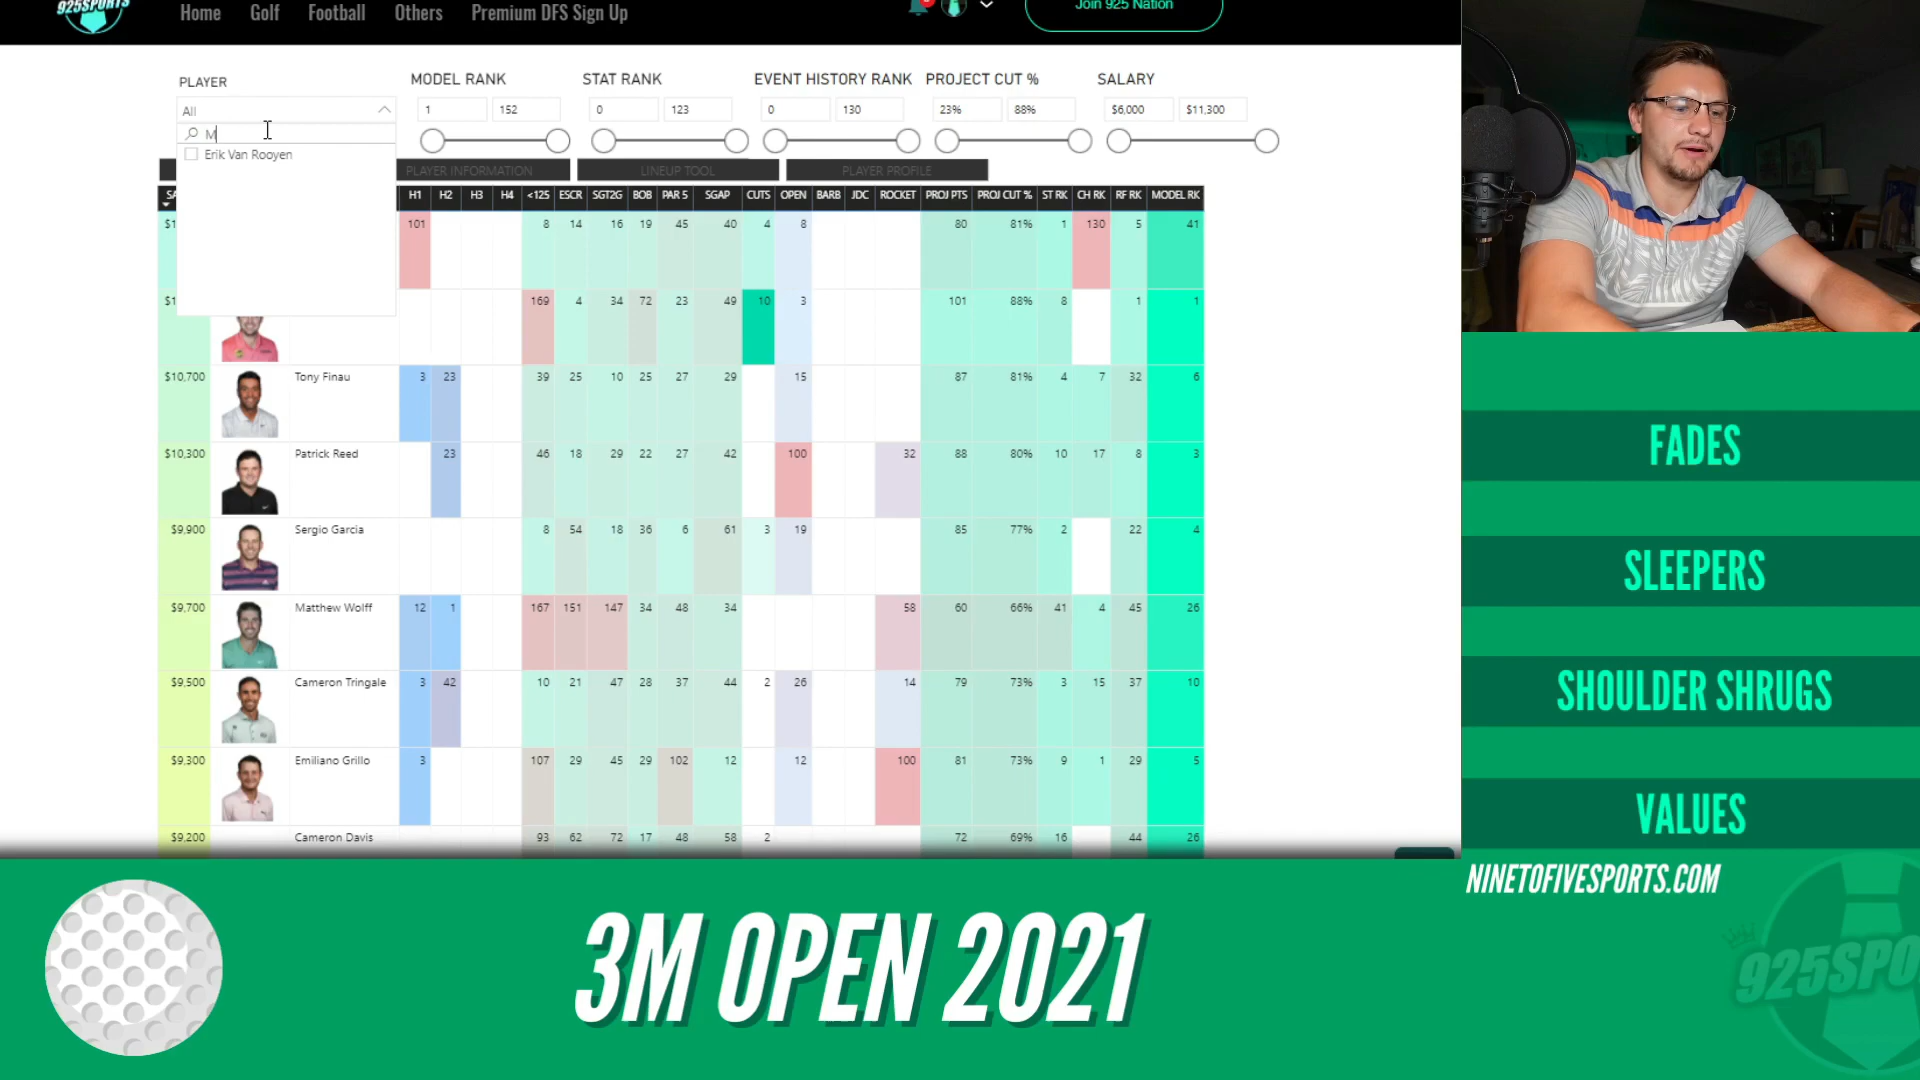 925SPORTS
Home Golf Football Others Premium DFS Sign Up
Join 925 Nation
PLAYER MODEL RANK STAT RANK EVENT HISTORY RANK PROJECT CUT % SALARY
All 1 152 0 123 0 130 23% 88% $6,000 $11,300
M
Erik Van Rooyen
PLAYER INFORMATION LINEUP TOOL PLAYER PROFILE
H1 H2 H3 H4 <125 ESCR SGT2G BOB PAR 5 SGAP CUTS OPEN BARB JDC ROCKET PROJ PTS PROJ CUT % ST RK CH RK RF RK MODEL RK
101 8 14 16 19 45 40 4 8 80 81% 1 130 5 41
169 4 34 72 23 49 10 3 101 88% 8 1 1
$10,700 Tony Finau 3 23 39 25 10 25 27 29 15 87 81% 4 7 32 6
$10,300 Patrick Reed 23 46 18 29 22 27 42 100 32 88 80% 10 17 8 3
$9,900 Sergio Garcia 8 54 18 36 6 61 3 19 85 77% 2 22 4
$9,700 Matthew Wolff 12 1 167 151 147 34 48 34 58 60 66% 41 4 45 26
$9,500 Cameron Tringale 3 42 10 21 47 28 37 44 2 26 14 79 73% 3 15 37 10
$9,300 Emiliano Grillo 3 107 29 45 29 102 12 12 100 81 73% 9 1 29 5
$9,200 Cameron Davis 93 62 72 17 48 58 2 72 69% 16 44 26
FADES
SLEEPERS
SHOULDER SHRUGS
VALUES
NINETOFIVESPORTS.COM
3M OPEN 2021